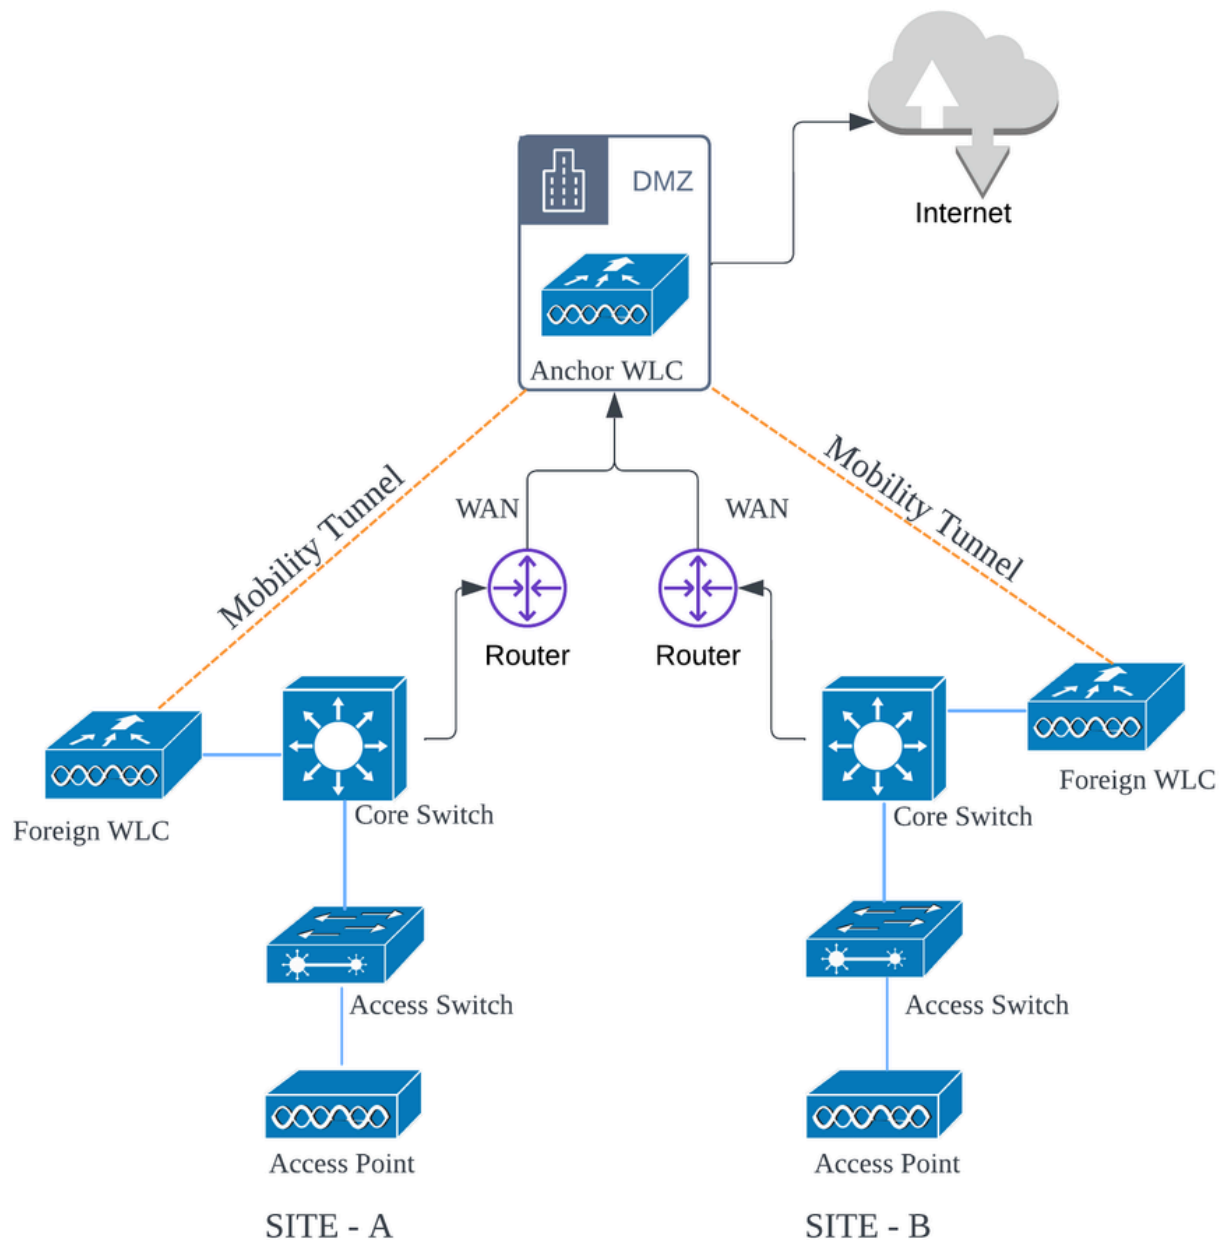 Internet
DMZ
Anchor WLC
Mobility Tunnel
Mobility Tunnel
WAN
WAN
Router
Router
Foreign WLC
Core Switch
Core Switch
Foreign WLC
Access Switch
Access Switch
Access Point
Access Point
SITE - A
SITE - B